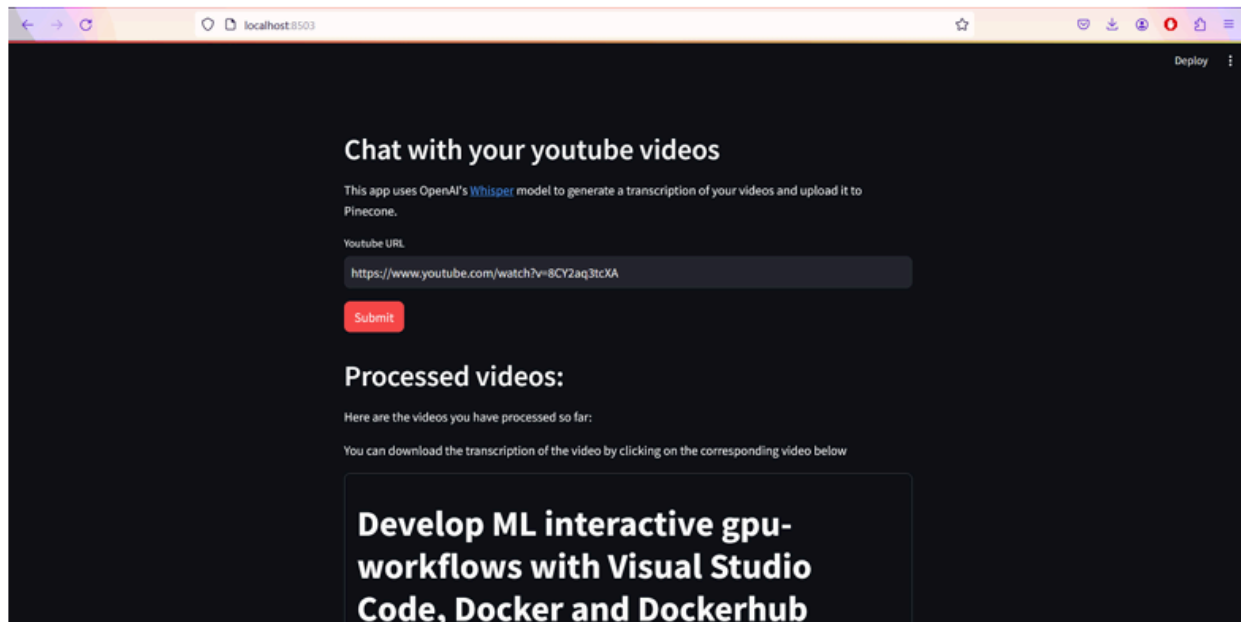 localhost:8503
Deploy
Chat with your youtube videos
This app uses OpenAI's Whisper model to generate a transcription of your videos and upload it to
Pinecone.
Youtube URL
https://www.youtube.com/watch?v=8CY2aq3tcXA
Submit
Processed videos:
Here are the videos you have processed so far:
You can download the transcription of the video by clicking on the corresponding video below
Develop ML interactive gpu-
workflows with Visual Studio
Code, Docker and Dockerhub